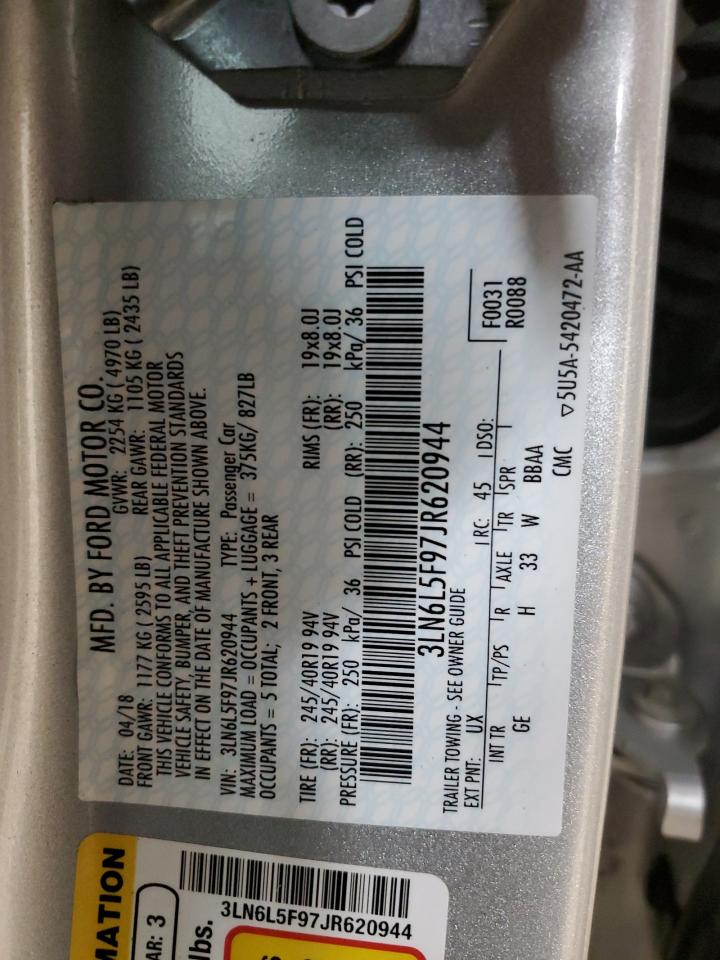 MFD. BY FORD MOTOR CO.
DATE: 04/18 GVWR: 2254 KG ( 4970 LB)
FRONT GAWR: 1177 KG ( 2595 LB) REAR GAWR: 1105 KG ( 2435 LB)
THIS VEHICLE CONFORMS TO ALL APPLICABLE FEDERAL MOTOR
VEHICLE SAFETY, BUMPER, AND THEFT PREVENTION STANDARDS
IN EFFECT ON THE DATE OF MANUFACTURE SHOWN ABOVE.
VIN: 3LN6L5F97JR620944 TYPE: Passenger Car
MAXIMUM LOAD = OCCUPANTS + LUGGAGE = 375KG/ 827LB
OCCUPANTS = 5 TOTAL; 2 FRONT, 3 REAR
TIRE (FR): 245/40R19 94V RIMS (FR): 19x8.0J
(RR): 245/40R19 94V (RR): 19x8.0J
PRESSURE (FR): 250 kPa/ 36 PSI COLD (RR): 250 kPa/ 36 PSI COLD
3LN6L5F97JR620944
TRAILER TOWING - SEE OWNER GUIDE F0031
EXT PNT: UX RC: 45 DSO: R0088
INT TR TP/PS R AXLE TR SPR
GE H 33 W BBAA
CMC ▽5U5A-5420472-AA
MATION
AR: 3
lbs.
3LN6L5F97JR620944